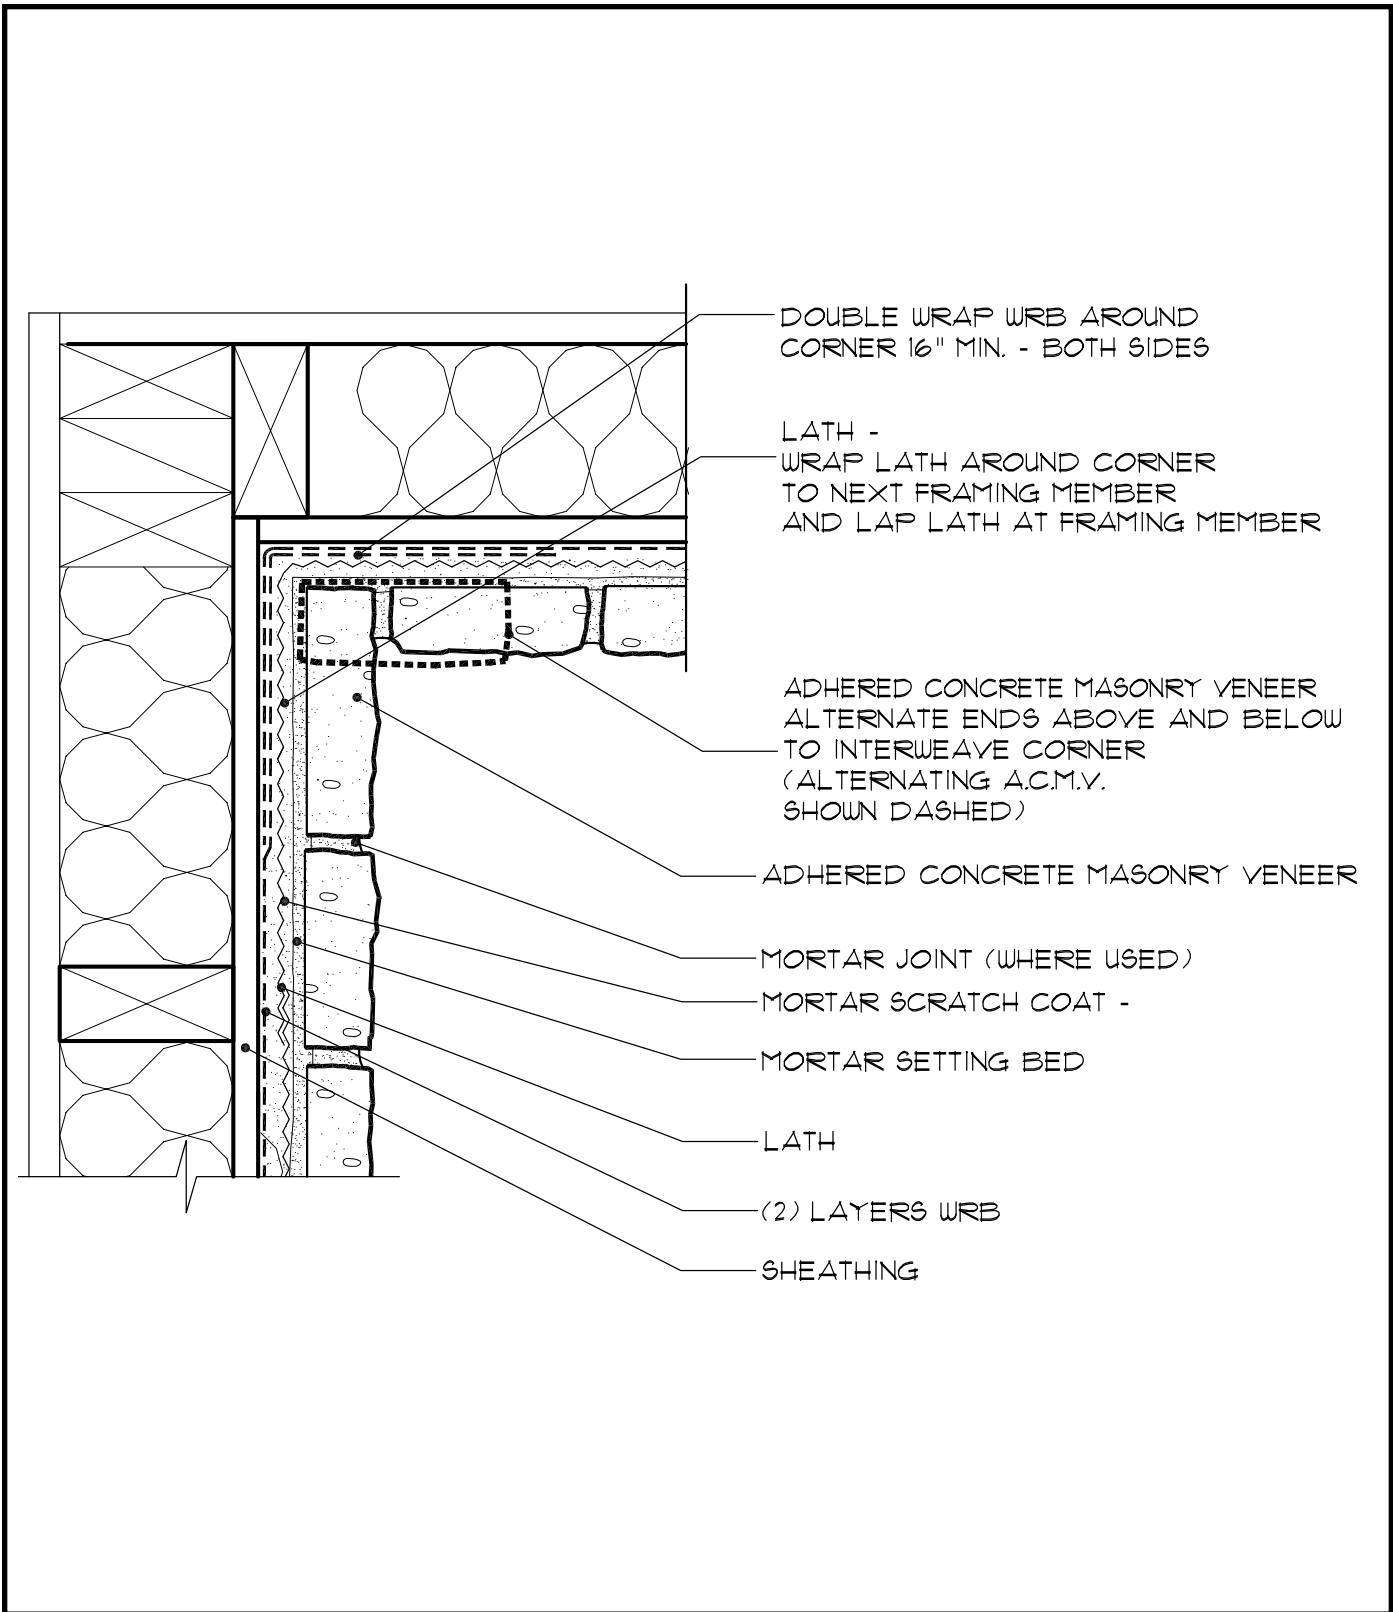 DOUBLE WRAP WRB AROUND
CORNER 16" MIN. - BOTH SIDES
LATH -
WRAP LATH AROUND CORNER
TO NEXT FRAMING MEMBER
AND LAP LATH AT FRAMING MEMBER
ADHERED CONCRETE MASONRY VENEER
ALTERNATE ENDS ABOVE AND BELOW
TO INTERWEAVE CORNER
(ALTERNATING A.C.M.V.
SHOWN DASHED)
ADHERED CONCRETE MASONRY VENEER
MORTAR JOINT (WHERE USED)
MORTAR SCRATCH COAT -
MORTAR SETTING BED
LATH
(2) LAYERS WRB
SHEATHING